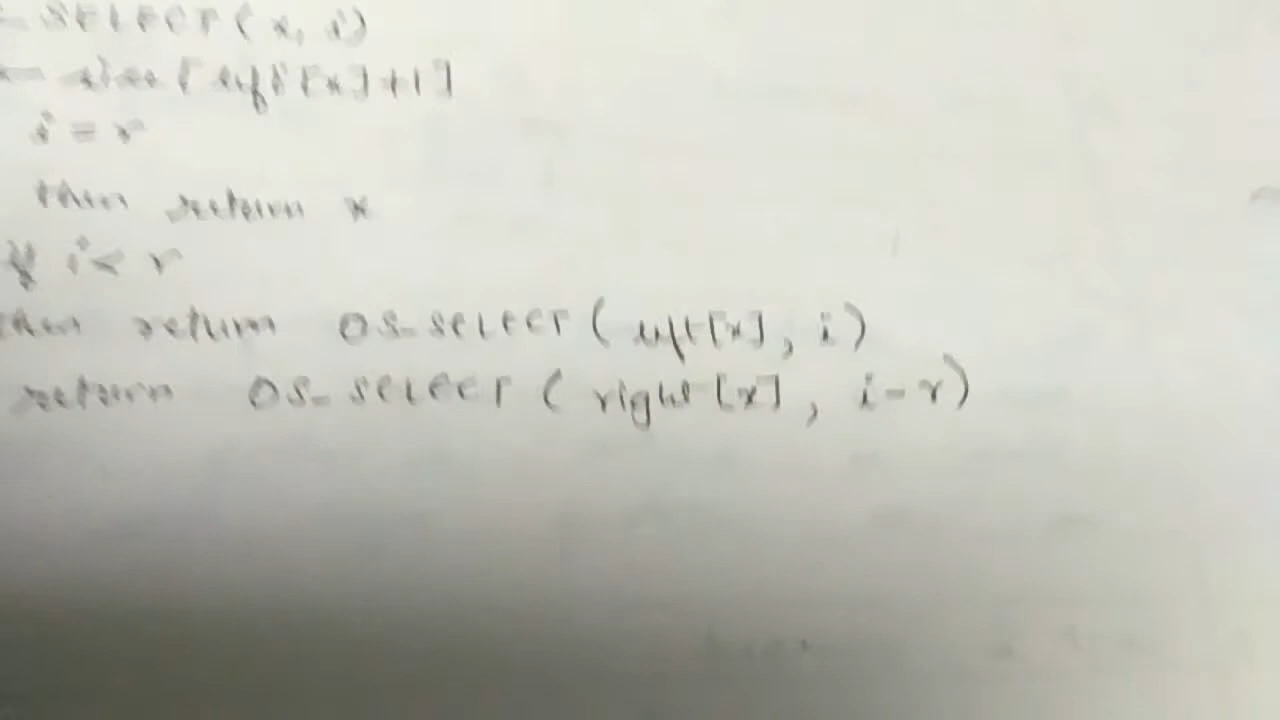 -SELECT(x, i)
← size[left[x]+1]
i = r
then return x
if i < r
then return OS-SELECT(left[x], i)
return OS-SELECT(right[x], i-r)